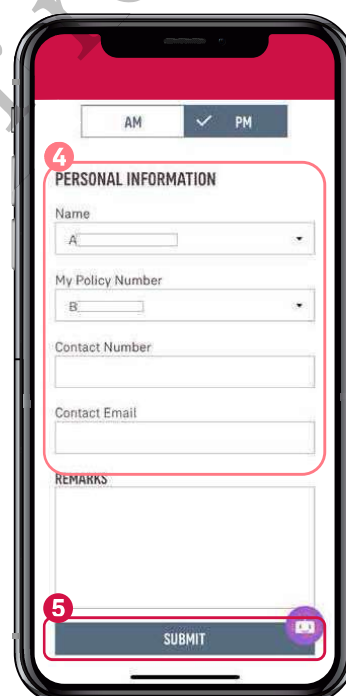 AM PM
4
PERSONAL INFORMATION
Name
A
My Policy Number
B
Contact Number
Contact Email
REMARKS
5
SUBMIT